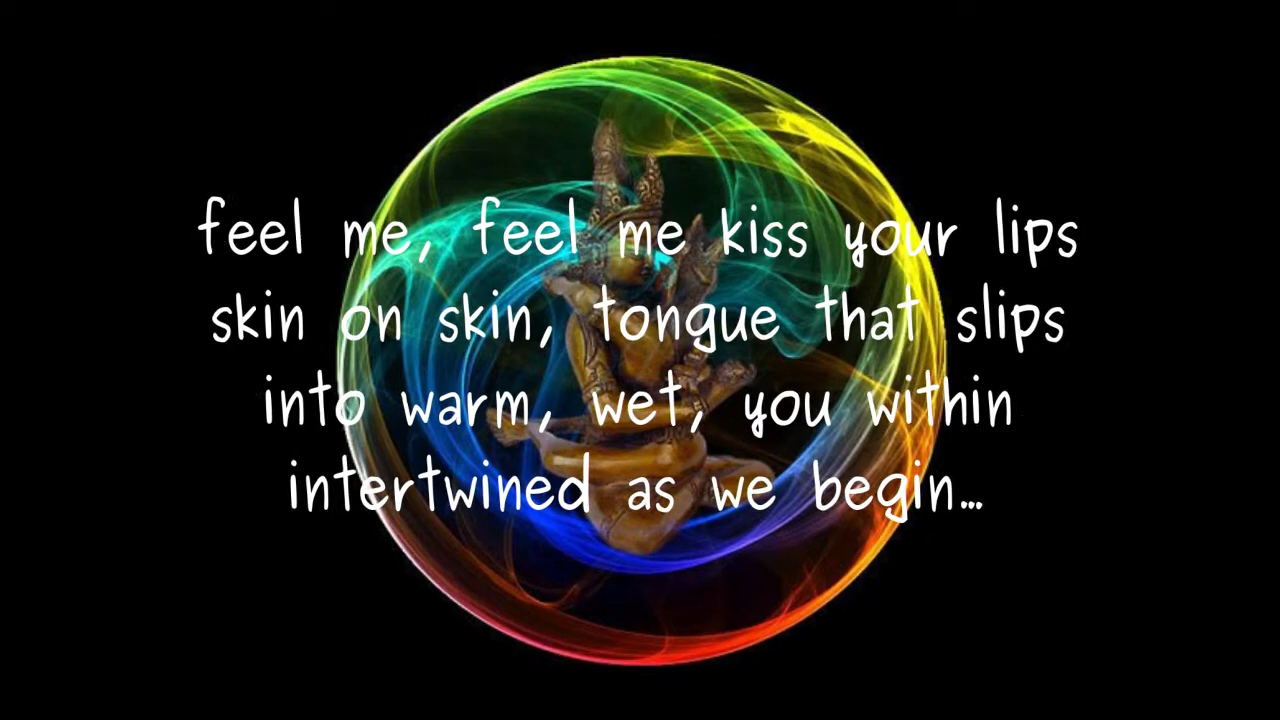 feel me, feel me kiss your lips
skin on skin, tongue that slips
into warm, wet, you within
intertwined as we begin...